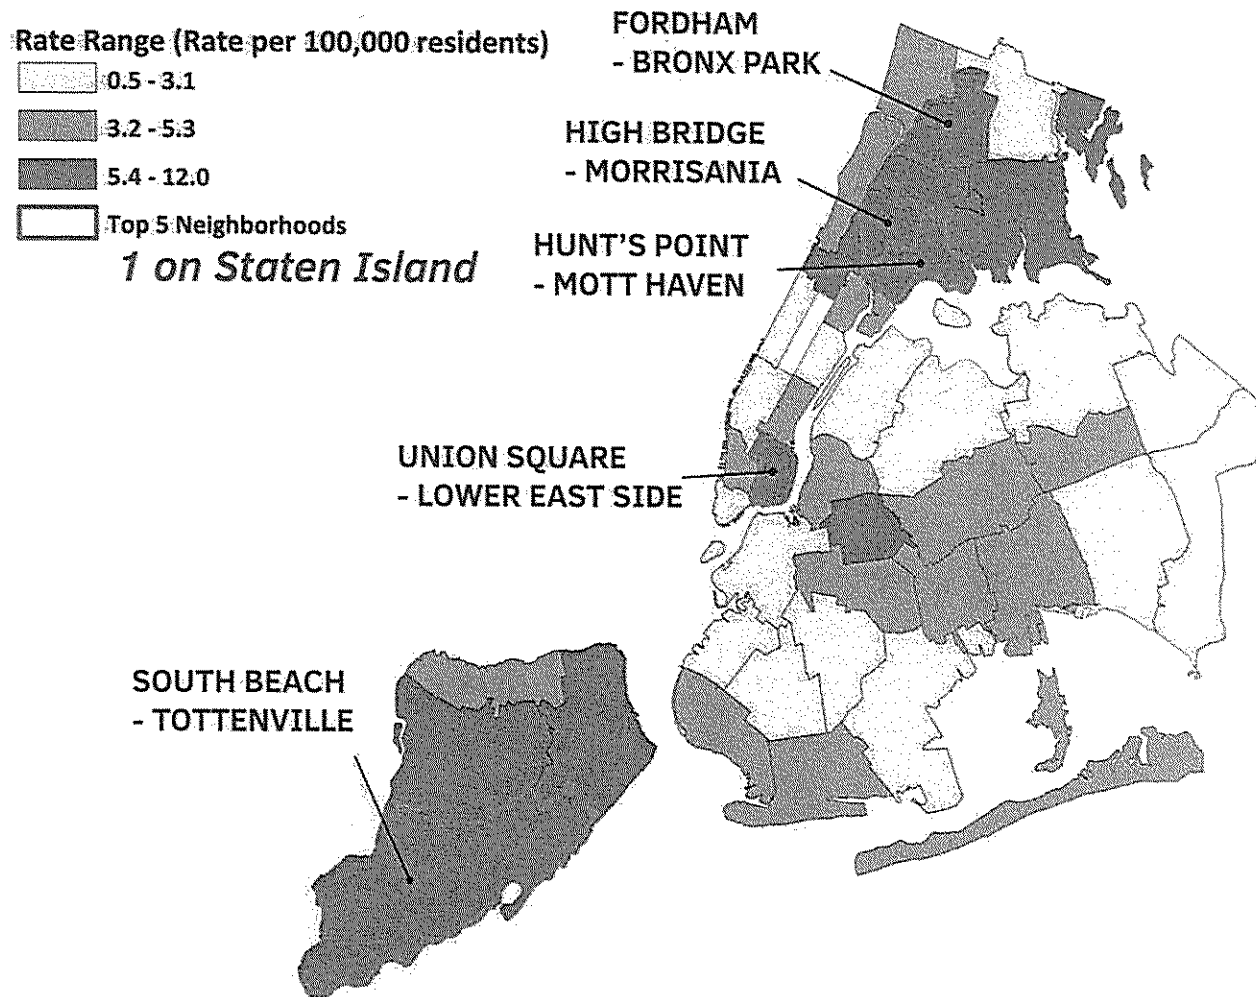 Rate Range (Rate per 100,000 residents)
0.5 - 3.1
3.2 - 5.3
5.4 - 12.0
Top 5 Neighborhoods
1 on Staten Island
FORDHAM
- BRONX PARK
HIGH BRIDGE
- MORRISANIA
HUNT'S POINT
- MOTT HAVEN
UNION SQUARE
- LOWER EAST SIDE
SOUTH BEACH
- TOTTENVILLE